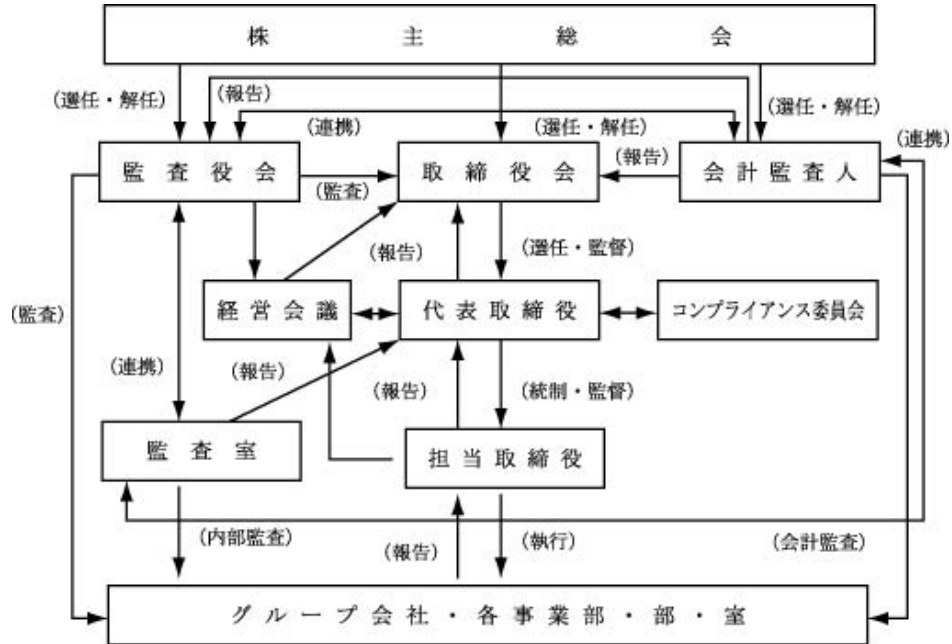 株主総会
(選任・解任)
(報告)
(連携)
(選任・解任)
(選任・解任)
(連携)
監査役会
(監査)
取締役会
(報告)
会計監査人
(報告)
(選任・監督)
(監査)
経営会議
代表取締役
コンプライアンス委員会
(連携)
(報告)
(報告)
(統制・監督)
監査室
担当取締役
(内部監査)
(報告)
(執行)
(会計監査)
グループ会社・各事業部・部・室